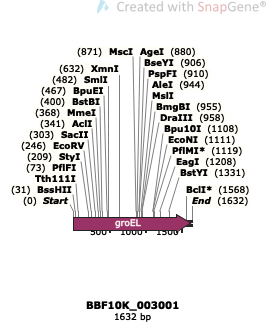 Created with SnapGene®
(871) MscI AgeI (880)
(632) XmnI BseYI (906)
(482) SmlI PspFI (910)
(467) BpuEI AleI (944)
(400) BstBI MslI
(368) MmeI BmgBI (955)
(341) AclI DraIII (958)
(303) SacII Bpu10I (1108)
(246) EcoRV EcoNI (1111)
(209) StyI PflMI* (1119)
(73) PflFI EagI (1208)
Tth111I BstYI (1331)
(31) BssHII BclI* (1568)
(0) Start End (1632)
groEL
500 1000 1500
BBF10K_003001
1632 bp